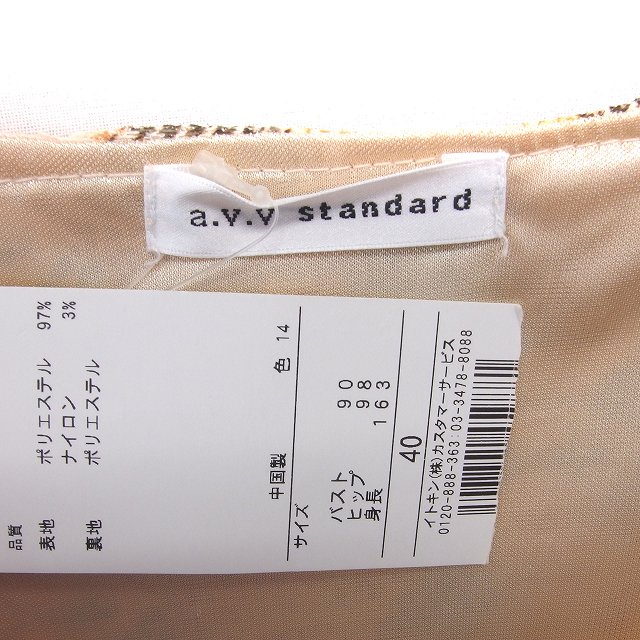 a.v.v standard
品質
表地 ポリエステル 97%
ナイロン 3%
裏地 ポリエステル
中国製 色 14
サイズ
バスト 90
ヒップ 98
身長 163
40
イトキン(株)カスタマーサービス
0120-888-363:03-3478-8088